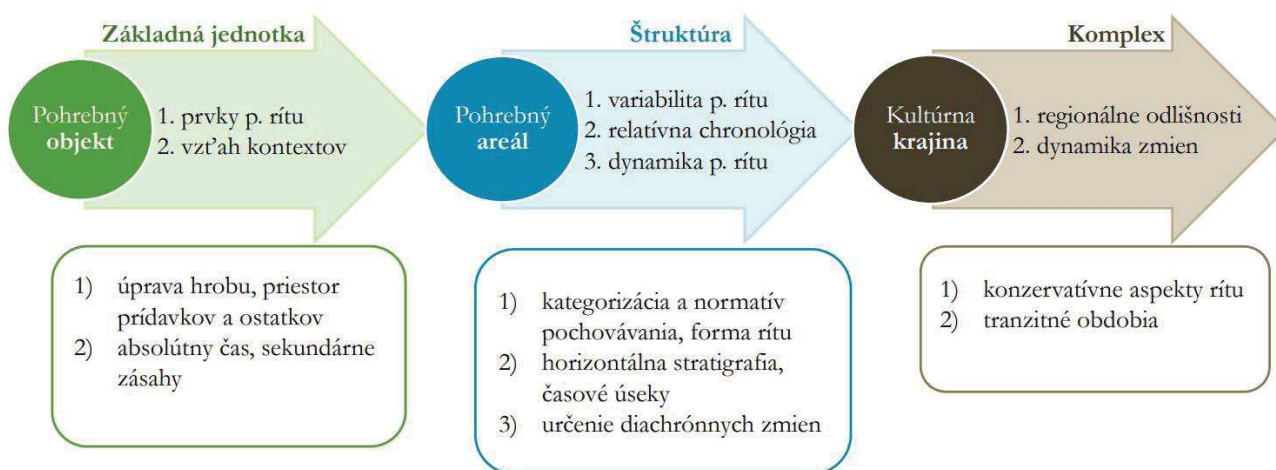 Základná jednotka
Pohrebný
objekt
1. prvky p. rítu
2. vzťah kontextov
1) úprava hrobu, priestor
prídavkov a ostatkov
2) absolútny čas, sekundárne
zásahy
Štruktúra
Pohrebný
areál
1. variabilita p. rítu
2. relatívna chronológia
3. dynamika p. rítu
1) kategorizácia a normatív
pochovávania, forma rítu
2) horizontálna stratigrafia,
časové úseky
3) určenie diachrónnych zmien
Komplex
Kultúrna
krajina
1. regionálne odlišnosti
2. dynamika zmien
1) konzervatívne aspekty rítu
2) tranzitné obdobia